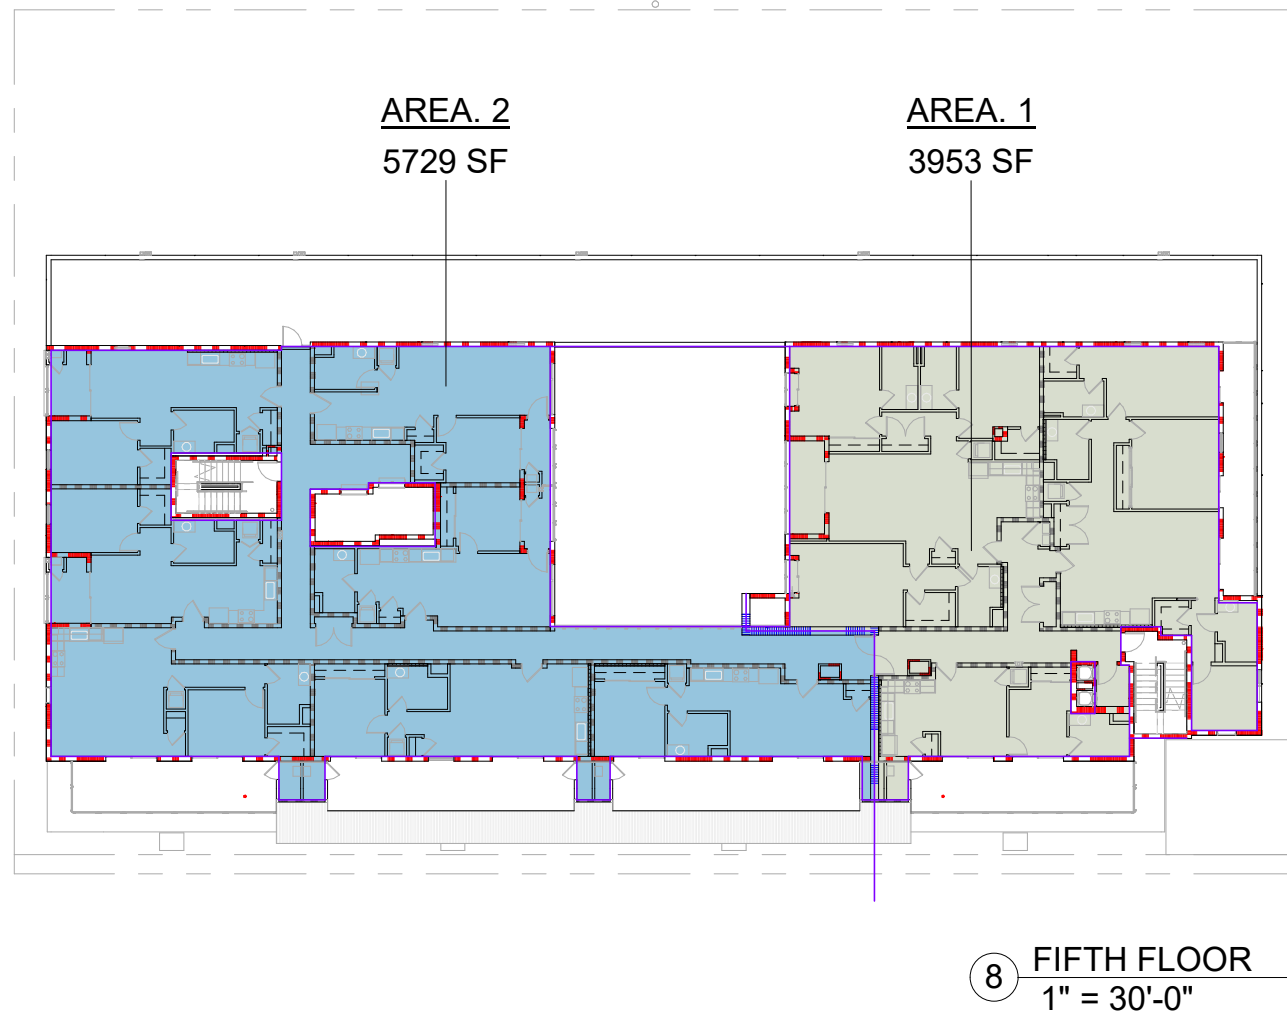 AREA. 2
5729 SF
AREA. 1
3953 SF
8
FIFTH FLOOR
1" = 30'-0"